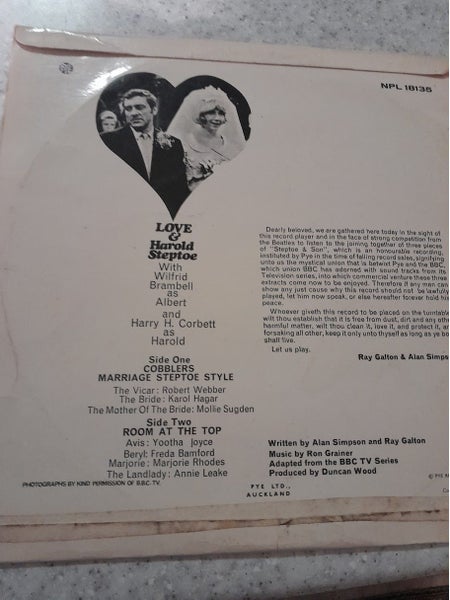 PYE
NPL 18135
LOVE
&
Harold
Steptoe
With
Wilfrid
Brambell
as
Albert
and
Harry H. Corbett
as
Harold
Side One
COBBLERS
MARRIAGE STEPTOE STYLE
The Vicar: Robert Webber
The Bride: Karol Hagar
The Mother Of The Bride: Mollie Sugden
Side Two
ROOM AT THE TOP
Avis: Yootha Joyce
Beryl: Freda Bamford
Marjorie: Marjorie Rhodes
The Landlady: Annie Leake
PHOTOGRAPHS BY KIND PERMISSION OF B.B.C. TV.
Dearly beloved, we are gathered here today in the sight of
this record player and in the face of strong competition from
the Beatles to listen to the joining together of three pieces
of "Steptoe & Son", which is an honourable recording,
instituted by Pye in the time of falling record sales, signifying
unto us the mystical union that is betwixt Pye and the BBC,
which union BBC has adorned with sound tracks from its
Television series, into which commercial venture these three
extracts come now to be enjoyed. Therefore if any man can
show any just cause why this record should not be lawfully
played, let him now speak, or else hereafter forever hold his
peace.
Whoever giveth this record to be placed on the turntable
wilt thou establish that it is free from dust, dirt and any other
harmful matter, wilt thou clean it, love it, and protect it, and
forsaking all other, keep it only unto thyself as long as ye both
shall live.
Let us play.
Ray Galton & Alan Simps
Written by Alan Simpson and Ray Galton
Music by Ron Grainer
Adapted from the BBC TV Series
Produced by Duncan Wood
PYE LTD.,
AUCKLAND
© PYE
Co